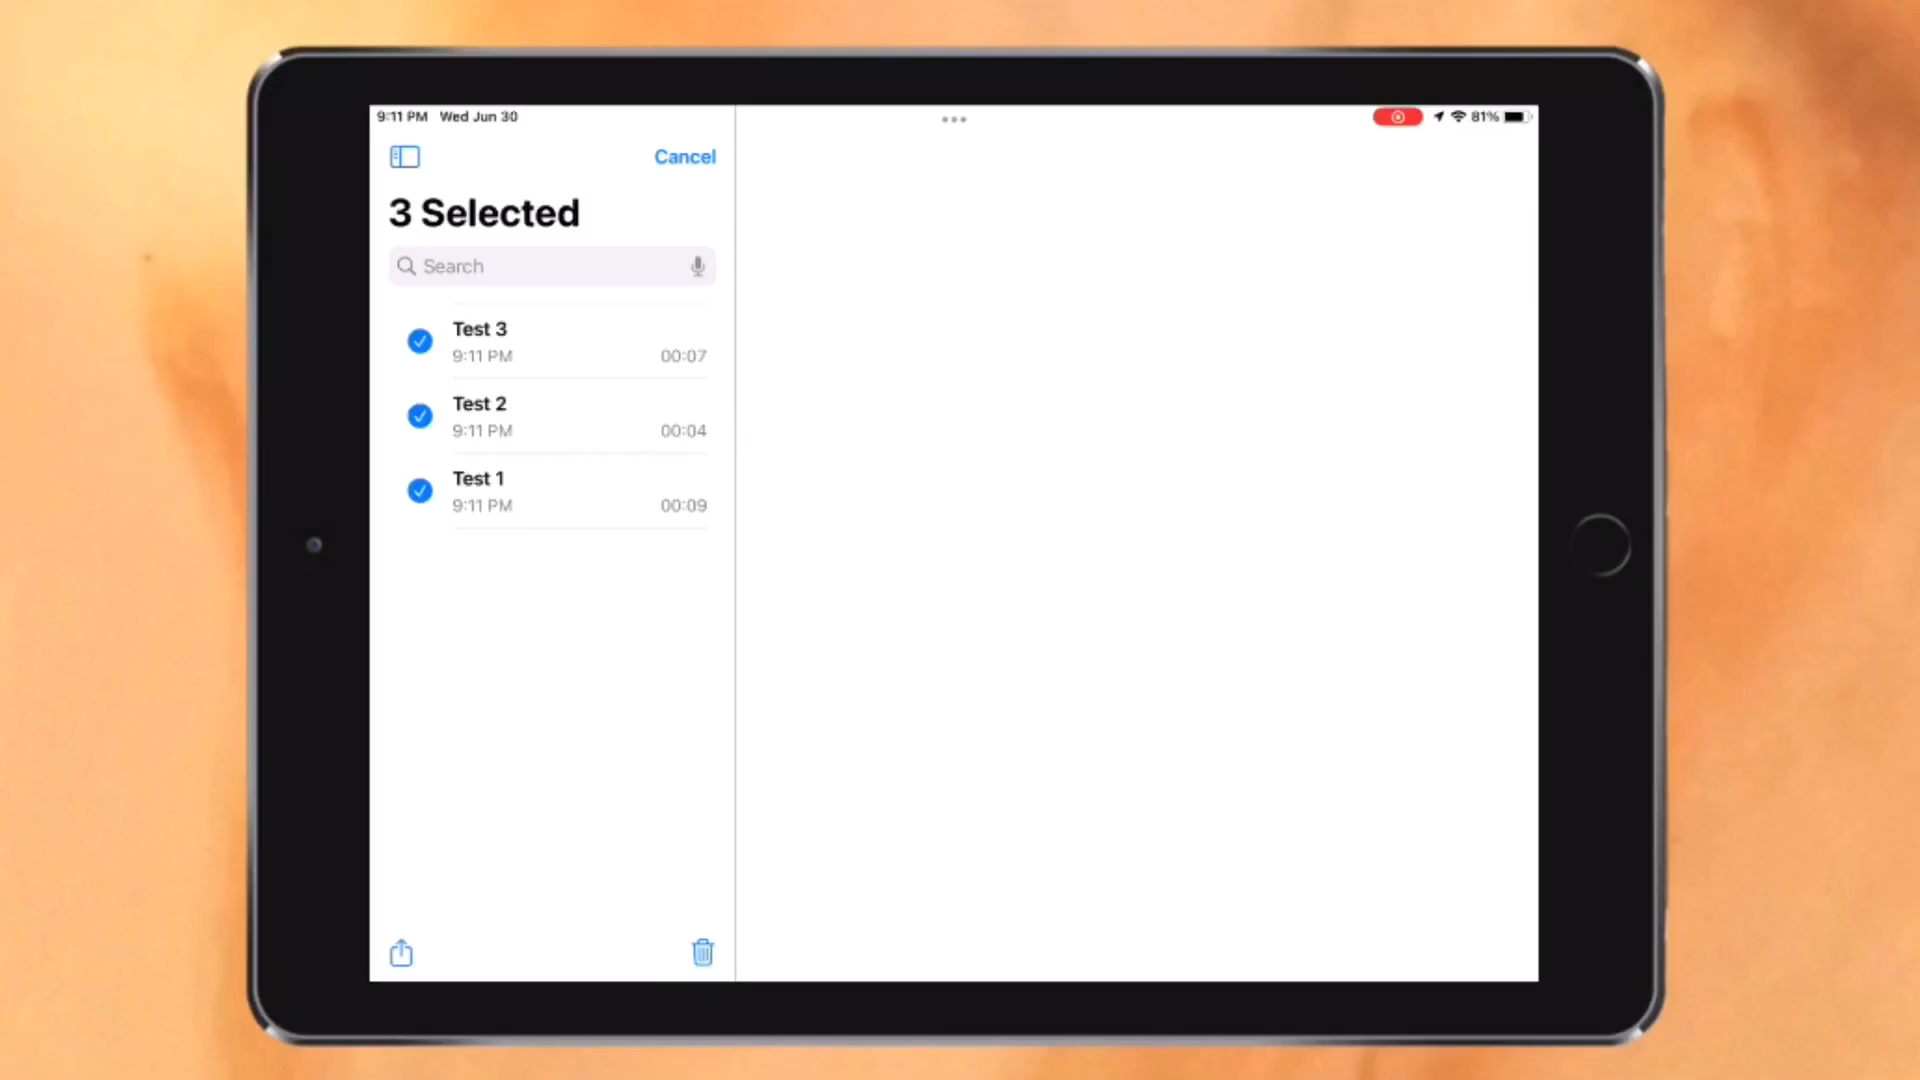 9:11 PM Wed Jun 30
81%
Cancel
3 Selected
Search
Test 3
9:11 PM 00:07
Test 2
9:11 PM 00:04
Test 1
9:11 PM 00:09